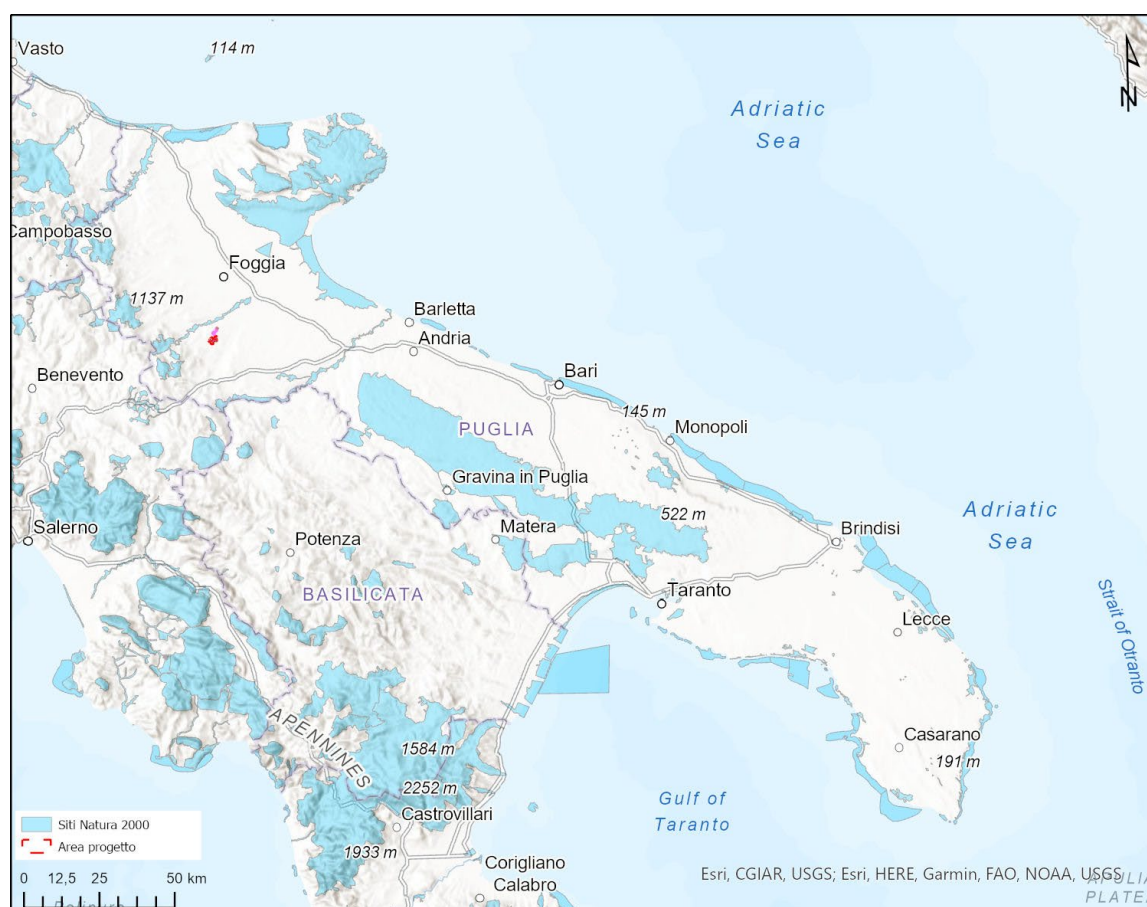 Vasto
114 m
Adriatic
Sea
N
Campobasso
Foggia
1137 m
Barletta
Andria
Benevento
Bari
145 m
Monopoli
PUGLIA
Gravina in Puglia
522 m
Salerno
Matera
Potenza
Brindisi
Adriatic
Sea
BASILICATA
Taranto
Strait of Otranto
Lecce
APENNINES
1584 m
Casarano
191 m
2252 m
Gulf of
Taranto
Castrovillari
1933 m
Siti Natura 2000
Area progetto
Corigliano
Calabro
0 12,5 25 50 km
Esri, CGIAR, USGS; Esri, HERE, Garmin, FAO, NOAA, USGS